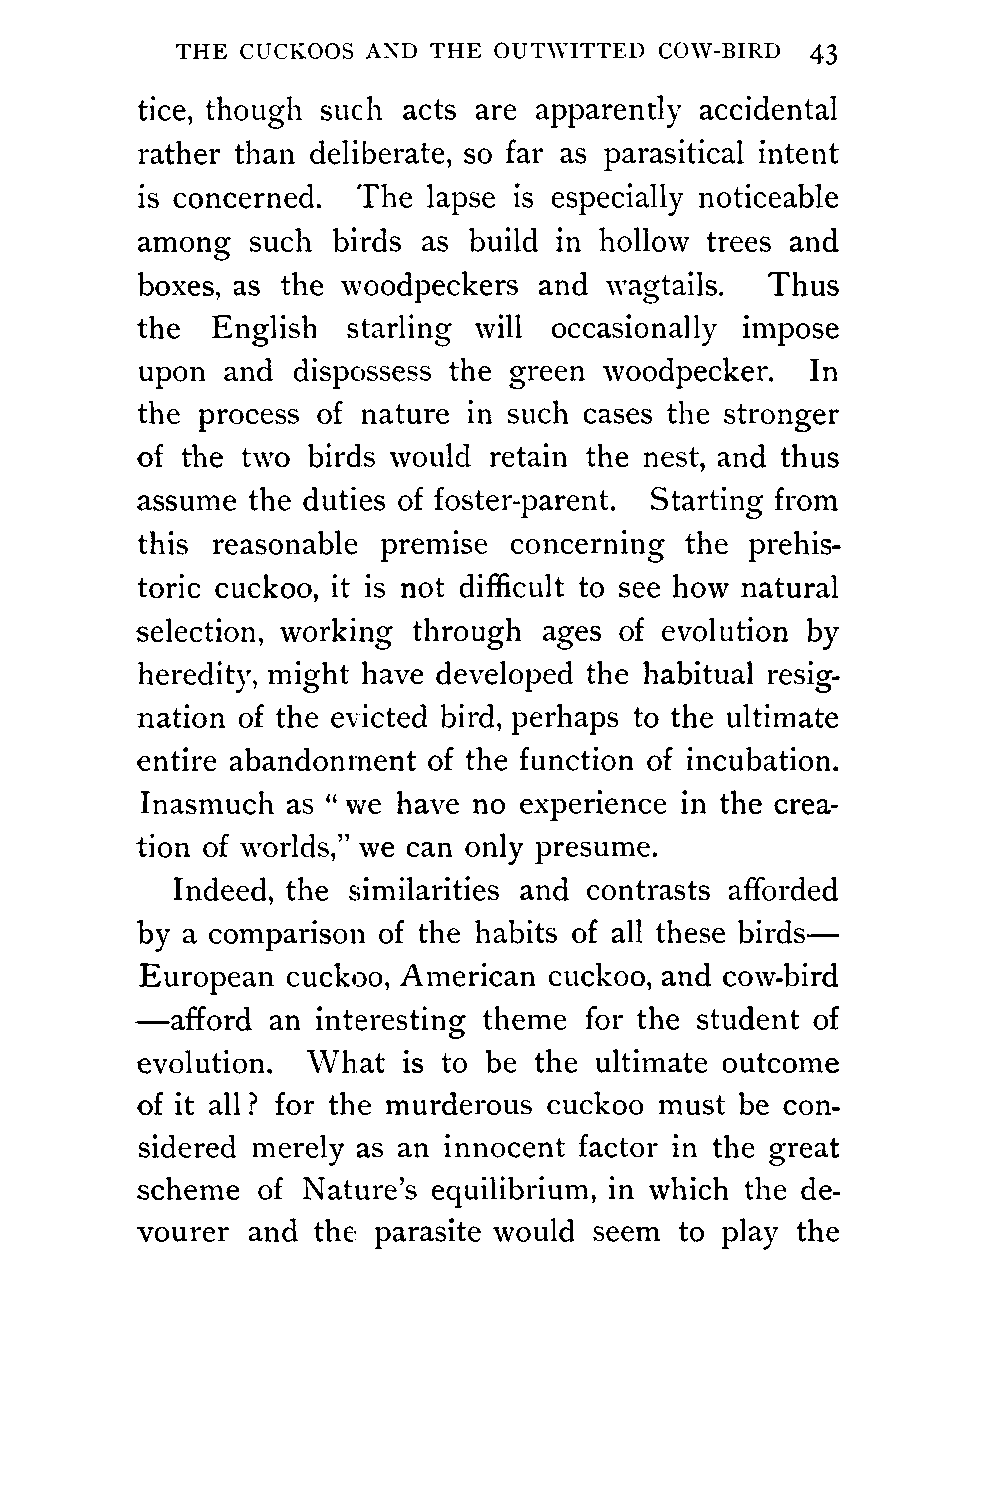 THE CUCKOOS AND THE OUTWITTED COW-BIRD 43
tice, though such acts are apparently accidental
rather than deliberate, so far as parasitical intent
is concerned. The lapse is especially noticeable
among such birds as build in hollow trees and
boxes, as the woodpeckers and wagtails. Thus
the English starling will occasionally impose
upon and dispossess the green woodpecker. In
the process of nature in such cases the stronger
of the two birds would retain the nest, and thus
assume the duties of foster-parent. Starting from
this reasonable premise concerning the prehis-
toric cuckoo, it is not difficult to see how natural
selection, working through ages of evolution by
heredity, might have developed the habitual resig-
nation of the evicted bird, perhaps to the ultimate
entire abandonment of the function of incubation.
Inasmuch as “ we have no experience in the crea-
tion of worlds,” we can only presume.
Indeed, the similarities and contrasts afforded
by a comparison of the habits of all these birds—
European cuckoo, American cuckoo, and cow-bird
—afford an interesting theme for the student of
evolution. What is to be the ultimate outcome
of it all? for the murderous cuckoo must be con-
sidered merely as an innocent factor in the great
scheme of Nature’s equilibrium, in which the de-
vourer and the parasite would seem to play the